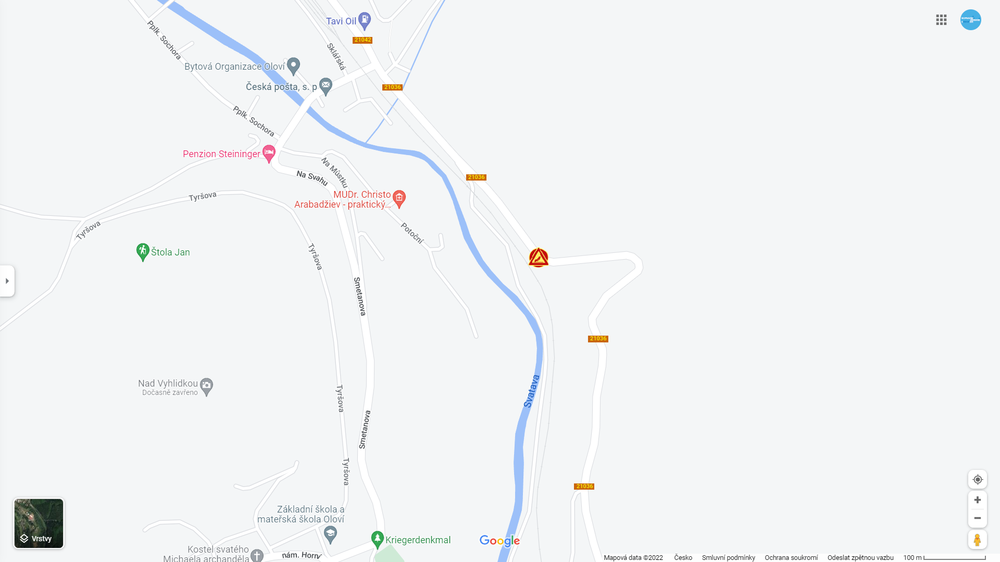 Tavi Oil
21042
Pplk. Sochora
Sklářská
Bytová Organizace Oloví
Česká pošta, s. p
21036
Pplk. Sochora
Penzion Steininger
Na Můstku
Na Svahu
21036
MUDr. Christo
Arabadžiev - praktický...
Tyršova
Tyršova
Potoční
Štola Jan
Tyršova
Smetanova
21036
Nad Vyhlidkou
Dočasně zavřeno
Tyršova
Svatava
Smetanova
Tyršova
21036
Základní škola a
mateřská škola Oloví
Vrstvy
Kriegerdenkmal
Google
Kostel svatého
Michaela archanděla
nám. Horní
Mapová data ©2022 Česko Smluvní podmínky Ochrana soukromí Odeslat zpětnou vazbu 100 m